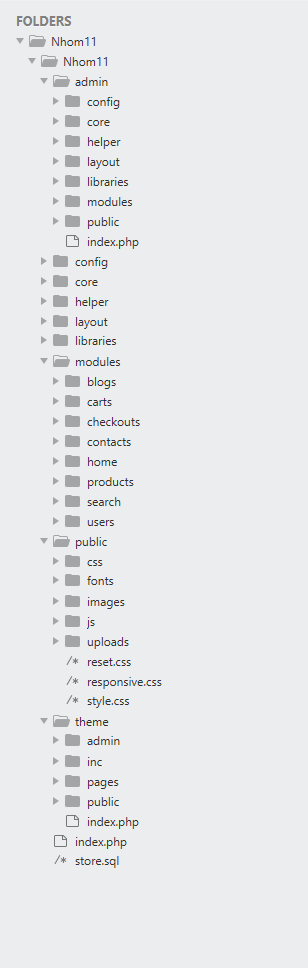 FOLDERS
Nhom11
Nhom11
admin
config
core
helper
layout
libraries
modules
public
index.php
config
core
helper
layout
libraries
modules
blogs
carts
checkouts
contacts
home
products
search
users
public
css
fonts
images
js
uploads
/* reset.css
/* responsive.css
/* style.css
theme
admin
inc
pages
public
index.php
index.php
/* store.sql